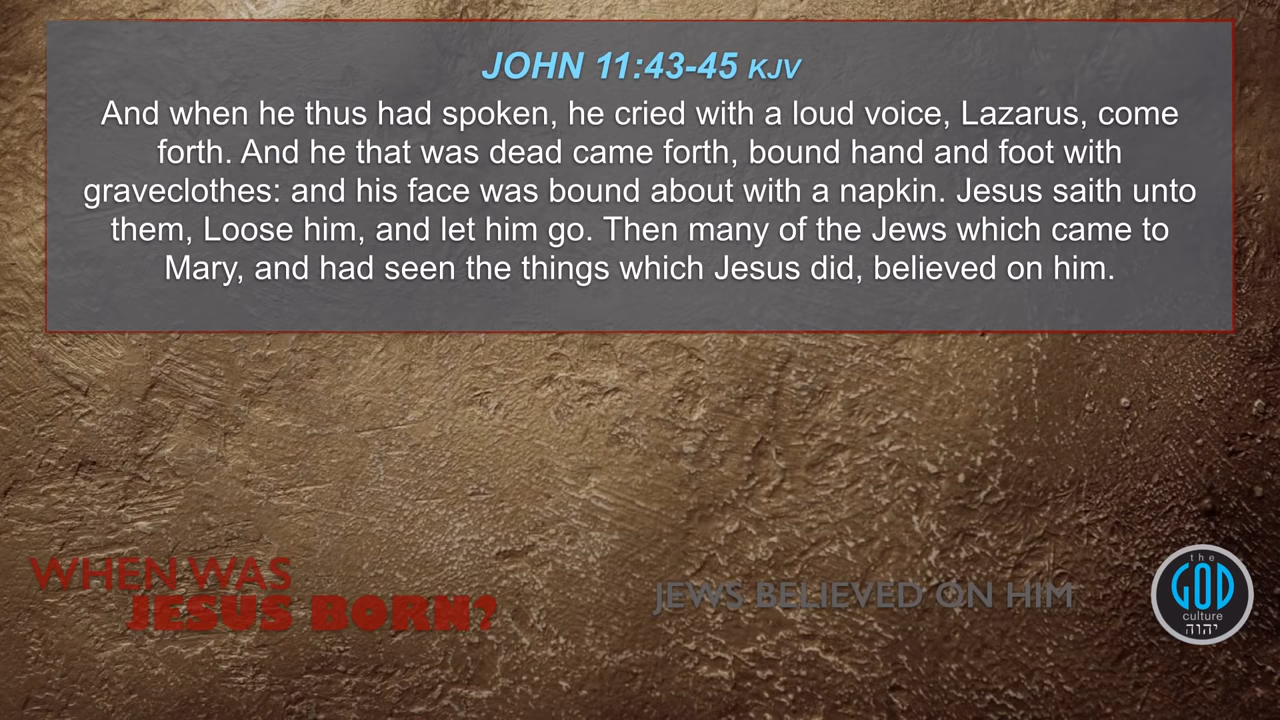 JOHN 11:43-45 KJV
And when he thus had spoken, he cried with a loud voice, Lazarus, come
forth. And he that was dead came forth, bound hand and foot with
graveclothes: and his face was bound about with a napkin. Jesus saith unto
them, Loose him, and let him go. Then many of the Jews which came to
Mary, and had seen the things which Jesus did, believed on him.
WHEN WAS
JESUS BORN?
JEWS BELIEVED ON HIM
the
GOD
culture
יהוה